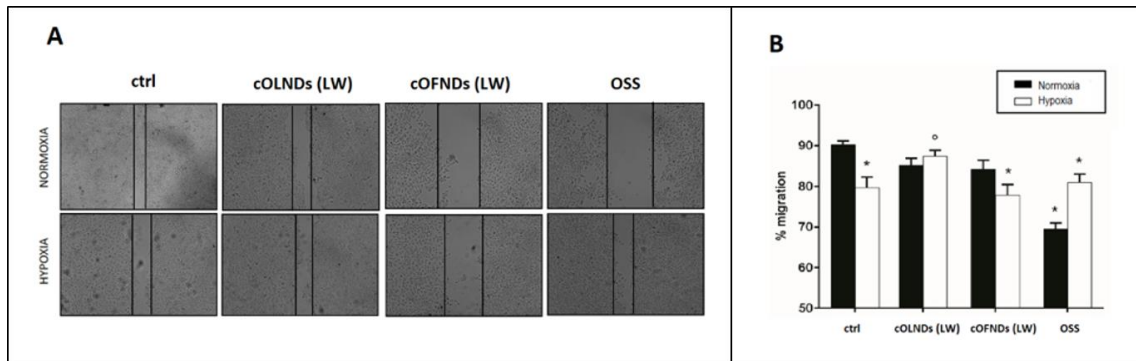 A
ctrl
cOLNDs (LW)
cOFNDs (LW)
OSS
NORMOXIA
HYPOXIA
B
Normoxia
Hypoxia
100
90
80
70
60
50
% migration
*
o
*
*
*
ctrl
cOLNDs (LW)
cOFNDs (LW)
OSS